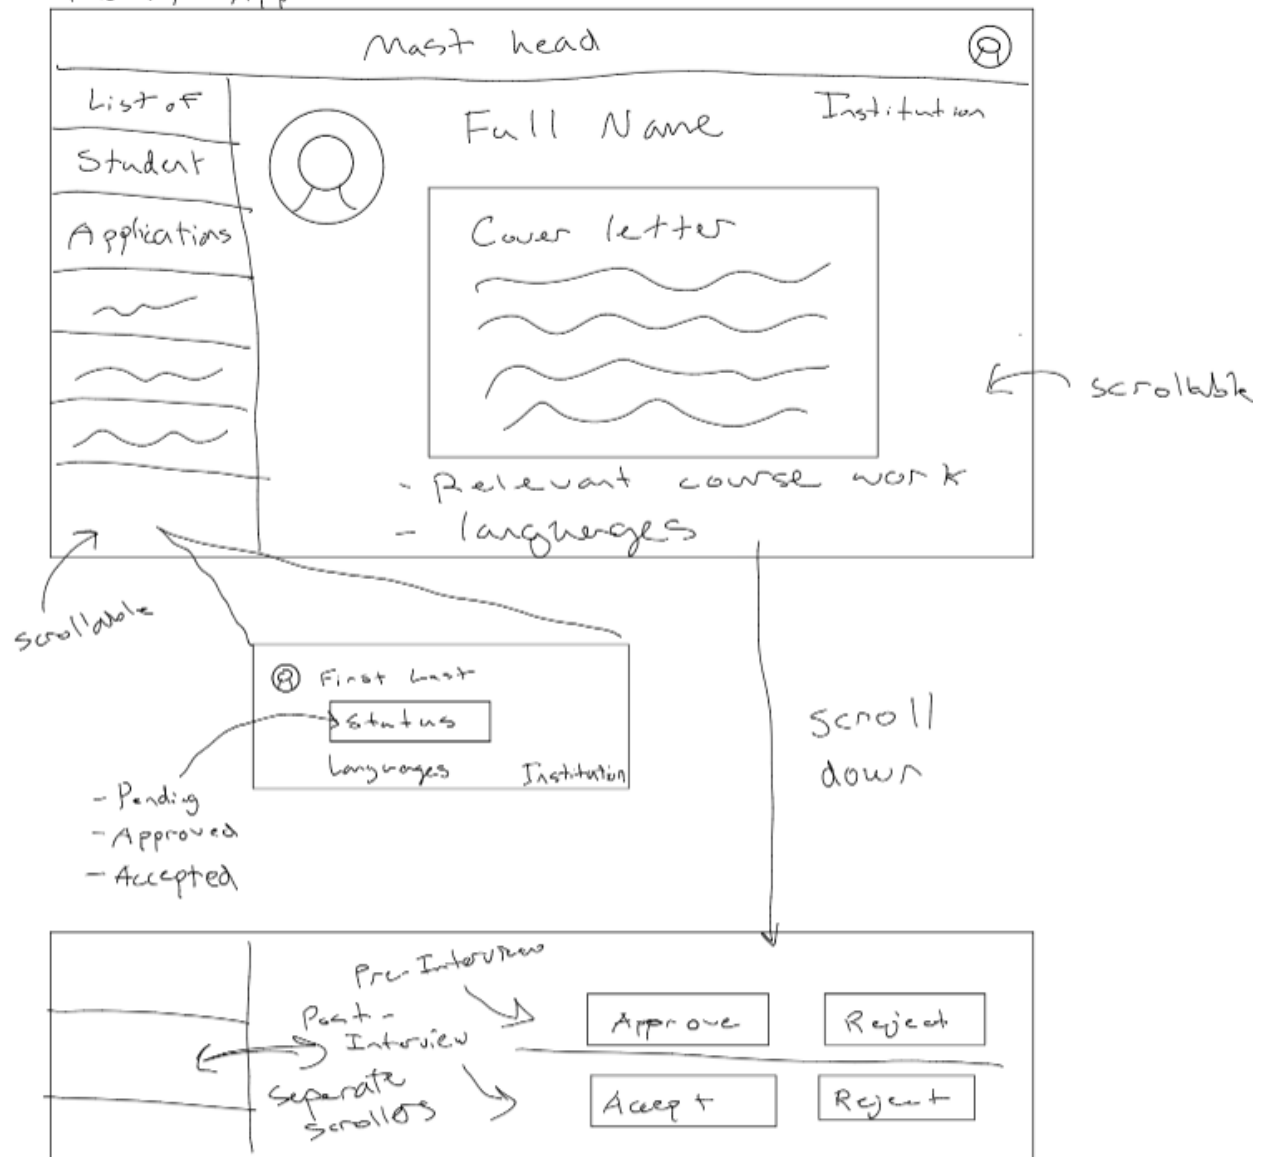 App
Mast head
List of
Student
Applications
Full Name
Institution
Cover letter
scrollable
- Relevant course work
- languages
scrollable
First Last
Status
Languages
Institution
- Pending
- Approved
- Accepted
scroll
down
Pre-Interview
Post-
Interview
Separate
scrollers
Approve
Reject
Accept
Reject